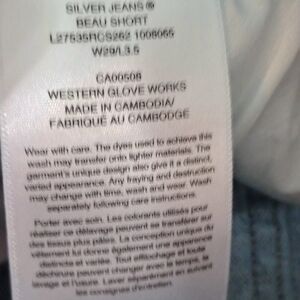 SILVER JEANS®
BEAU SHORT
L27535RCS262 1006065
W29/L3.5
CA00508
WESTERN GLOVE WORKS
MADE IN CAMBODIA/
FABRIQUÉ AU CAMBODGE
Wear with care. The dyes used to achieve this
wash may transfer onto lighter materials. The
garment's unique design also give it a distinct,
varied appearance. Any fraying and destruction
may change with time, wash and wear. Wash
separately following care instructions.
Porter avec soin. Les colorants utilisés pour
réaliser ce délavage peuvent se transférer sur
des tissus plus pâles. La conception unique du
vêtement lui donne également une apparence
distincte et variée. Tout effilochage et toute
déchirure peuvent changer avec le temps, le
lavage et l'usure. Laver séparément en suivant
les consignes d'entretien